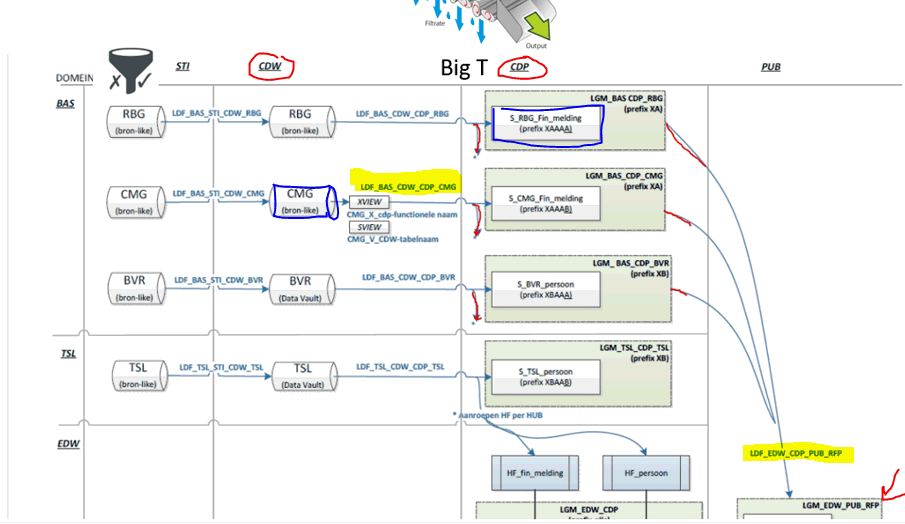 Filtrate
Output
Big T
DOMEIN
STI
CDW
CDP
PUB
BAS
RBG
(bron-like)
LDF_BAS_STI_CDW_RBG
RBG
(bron-like)
LDF_BAS_CDW_CDP_RBG
LGM_BAS CDP_RBG
(prefix XA)
S_RBG_Fin_melding
(prefix XAAAA)
*
CMG
(bron-like)
LDF_BAS_STI_CDW_CMG
CMG
(bron-like)
LDF_BAS_CDW_CDP_CMG
XVIEW
CMG_X_cdp-functionele naam
SVIEW
CMG_V_CDW-tabelnaam
LGM_BAS_CDP_CMG
(prefix XA)
S_CMG_Fin_melding
(prefix XAAAB)
*
BVR
(bron-like)
LDF_BAS_STI_CDW_BVR
BVR
(Data Vault)
LDF_BAS_CDW_CDP_BVR
LGM_ BAS_CDP_BVR
(prefix XB)
S_BVR_persoon
(prefix XBAAA)
*
TSL
TSL
(bron-like)
LDF_TSL_STI_CDW_TSL
TSL
(Data Vault)
LDF_TSL_CDW_CDP_TSL
LGM_TSL_CDP_TSL
(prefix XB)
S_TSL_persoon
(prefix XBAAB)
* Aanroepen HF per HUB
EDW
HF_fin_melding
HF_persoon
LGM_EDW_CDP
LDF_EDW_CDP_PUB_RFP
LGM_EDW_PUB_RFP